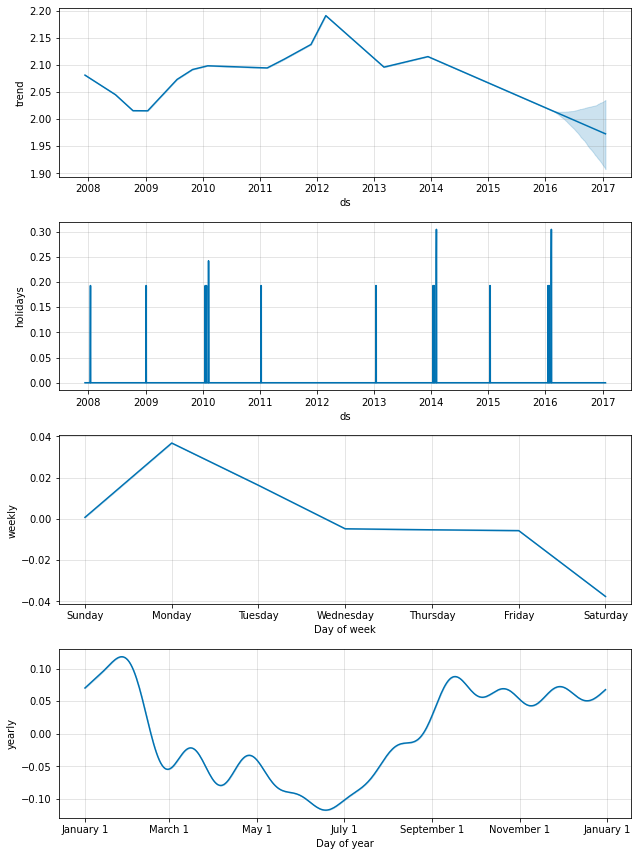 2.20
2.15
2.10
2.05
2.00
1.95
1.90
trend
2008 2009 2010 2011 2012 2013 2014 2015 2016 2017
ds
0.30
0.25
0.20
0.15
0.10
0.05
0.00
holidays
2008 2009 2010 2011 2012 2013 2014 2015 2016 2017
ds
0.04
0.02
0.00
−0.02
−0.04
weekly
Sunday Monday Tuesday Wednesday Thursday Friday Saturday
Day of week
0.10
0.05
0.00
−0.05
−0.10
yearly
January 1 March 1 May 1 July 1 September 1 November 1 January 1
Day of year